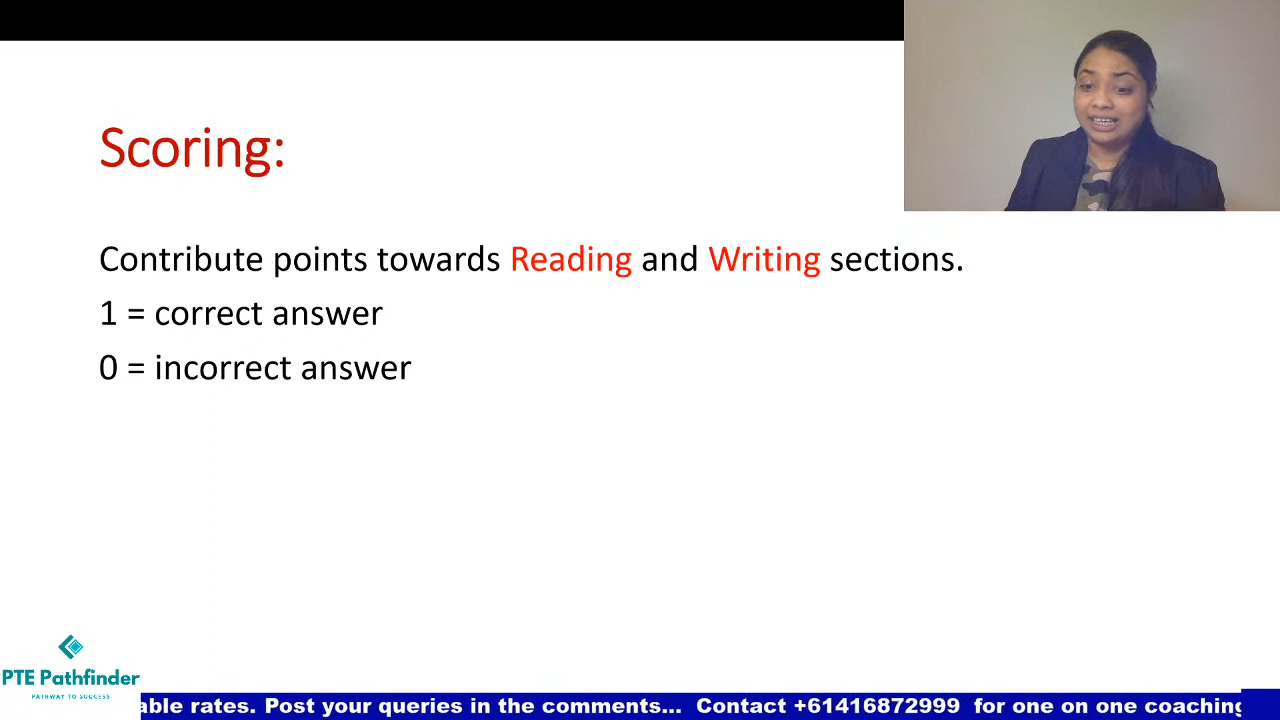 Scoring:
Contribute points towards Reading and Writing sections.
1 = correct answer
0 = incorrect answer
PTE Pathfinder
PATHWAY TO SUCCESS
able rates. Post your queries in the comments... Contact +61416872999 for one on one coaching